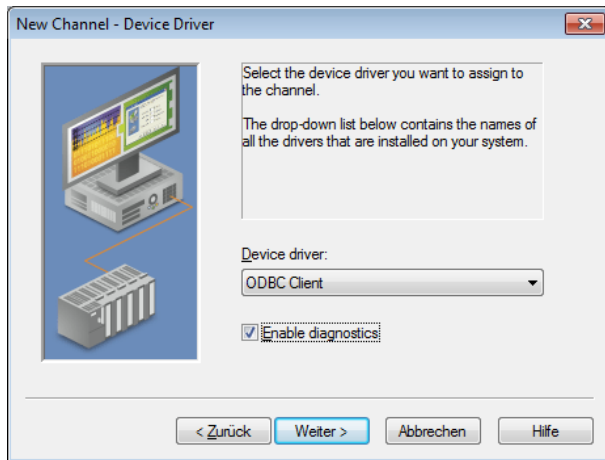 New Channel - Device Driver
Select the device driver you want to assign to
the channel.
The drop-down list below contains the names of
all the drivers that are installed on your system.
Device driver:
ODBC Client
Enable diagnostics
< Zurück
Weiter >
Abbrechen
Hilfe